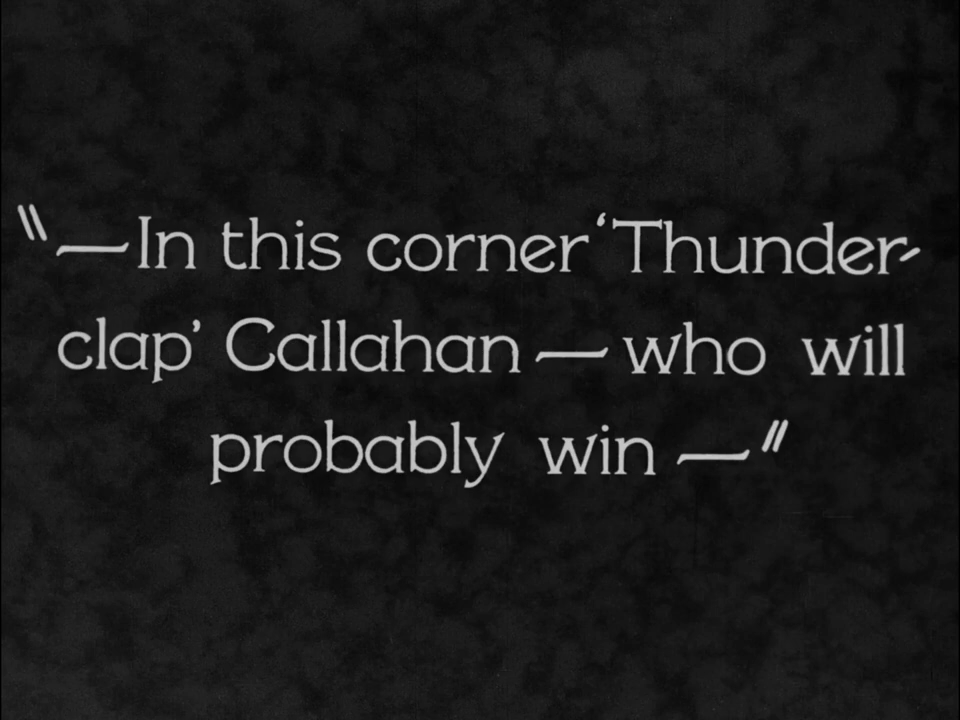 "—In this corner 'Thunder-
clap' Callahan — who will
probably win —"